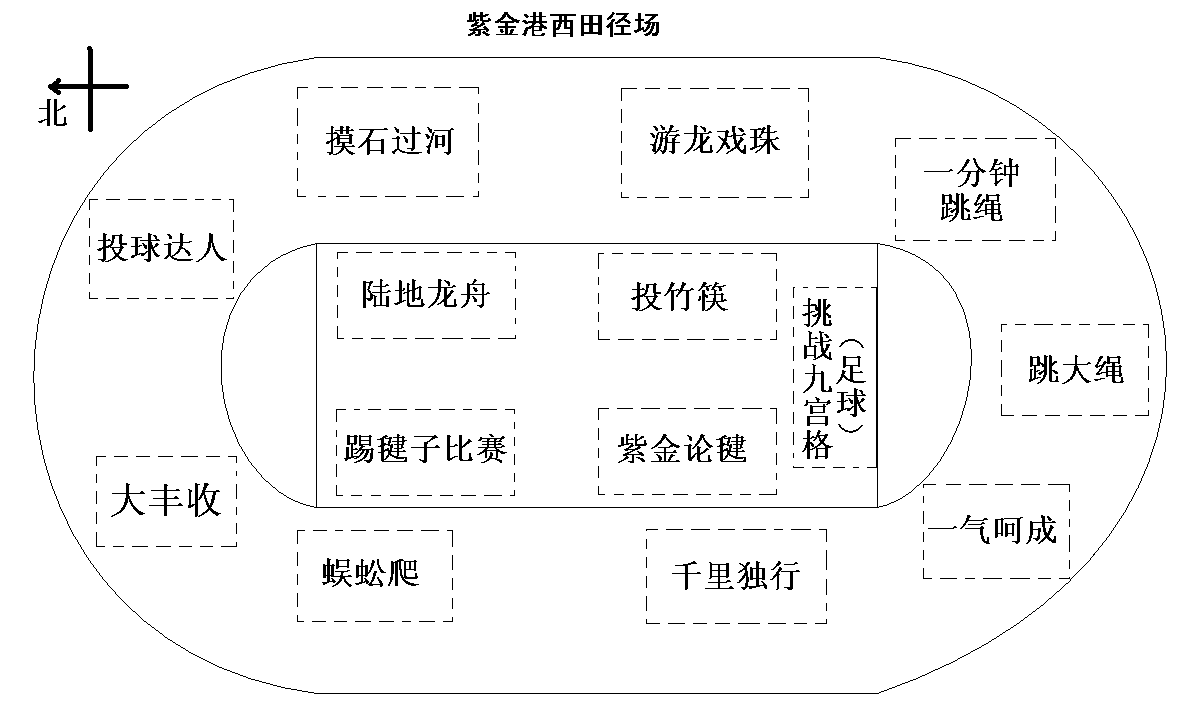 紫金港西田径场
北
摸石过河
游龙戏珠
一分钟
跳绳
投球达人
陆地龙舟
投竹筷
挑战九宫格
（足球）
跳大绳
踢毽子比赛
紫金论毽
大丰收
一气呵成
蜈蚣爬
千里独行